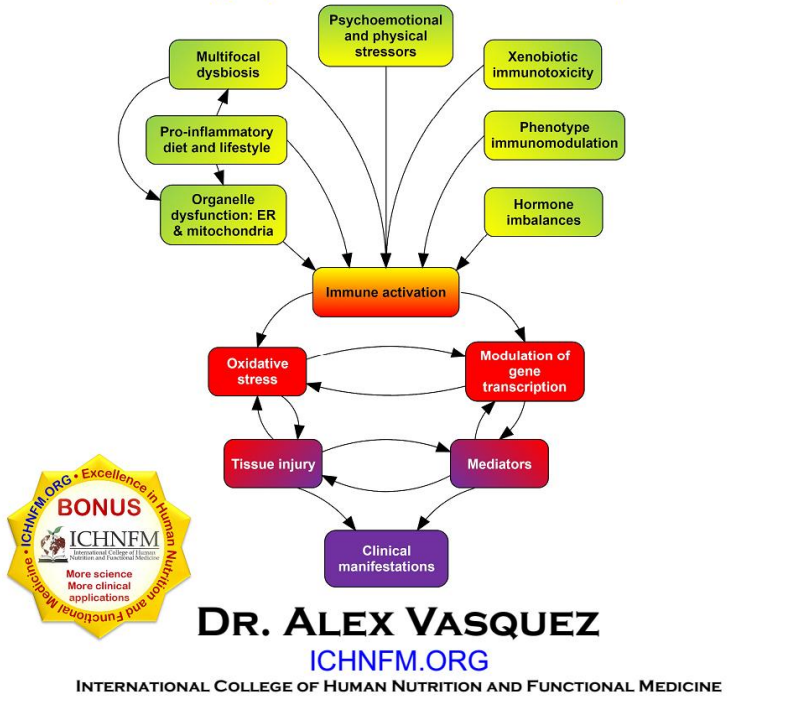 Psychoemotional
and physical
stressors
Multifocal
dysbiosis
Xenobiotic
immunotoxicity
Pro-inflammatory
diet and lifestyle
Phenotype
immunomodulation
Organelle
dysfunction: ER
& mitochondria
Hormone
imbalances
Immune activation
Oxidative
stress
Modulation of
gene
transcription
Tissue injury
Mediators
Clinical
manifestations
• ICHNFM.ORG • Excellence in Human Nutrition and Functional Medicine
BONUS
ICHNFM
International College of Human
Nutrition and Functional Medicine
More science
More clinical
applications
DR. ALEX VASQUEZ
ICHNFM.ORG
INTERNATIONAL COLLEGE OF HUMAN NUTRITION AND FUNCTIONAL MEDICINE